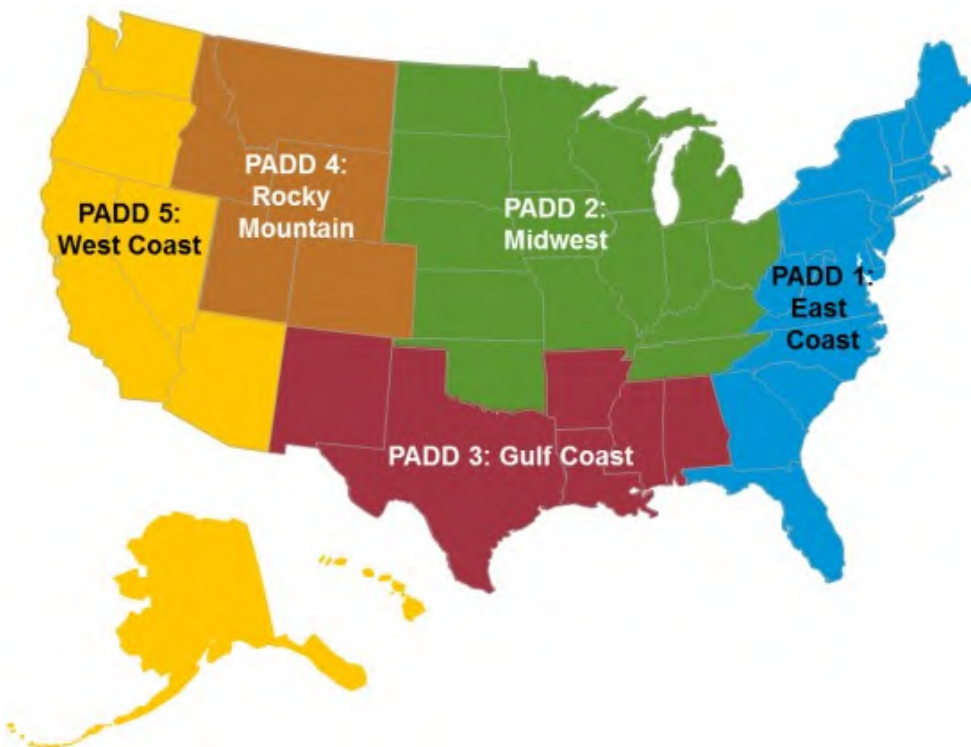 PADD 4:
Rocky
Mountain
PADD 5:
West Coast
PADD 2:
Midwest
PADD 1:
East
Coast
PADD 3: Gulf Coast